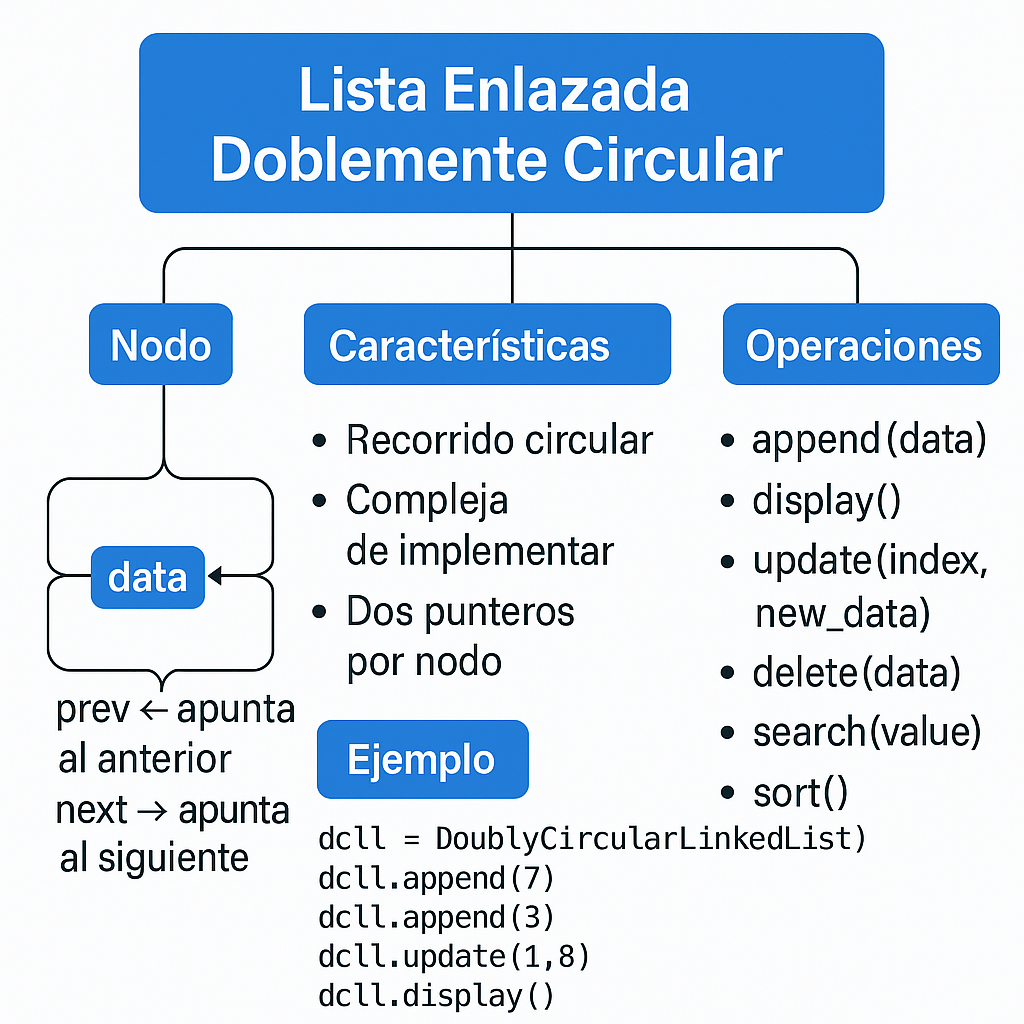 Lista Enlazada
Doblemente Circular
Nodo
data
prev ← apunta
al anterior
next → apunta
al siguiente
Características
• Recorrido circular
• Compleja
de implementar
• Dos punteros
por nodo
Ejemplo
dcll = DoublyCircularLinkedList)
dcll.append(7)
dcll.append(3)
dcll.update(1,8)
dcll.display()
Operaciones
• append(data)
• display()
• update(index,
new_data)
• delete(data)
• search(value)
• sort()